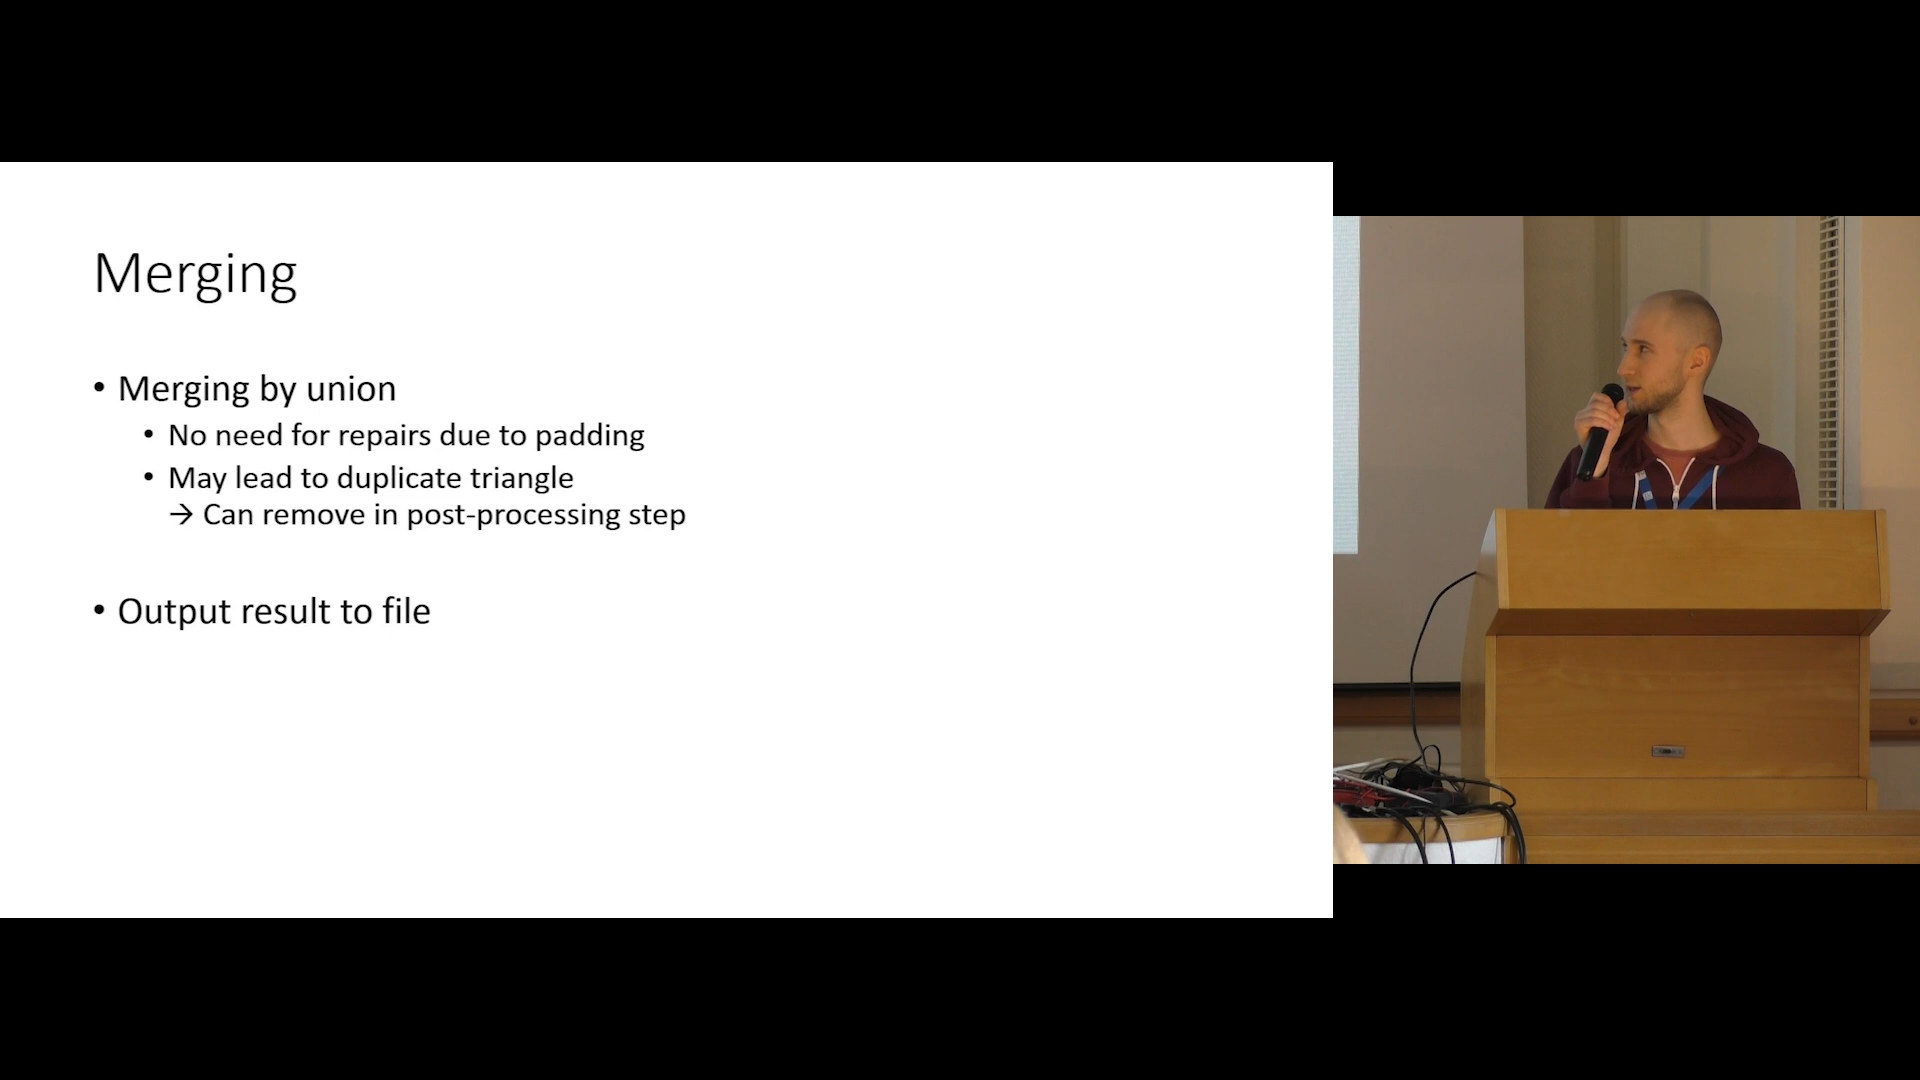 Merging
• Merging by union
• No need for repairs due to padding
• May lead to duplicate triangle
→ Can remove in post-processing step
• Output result to file